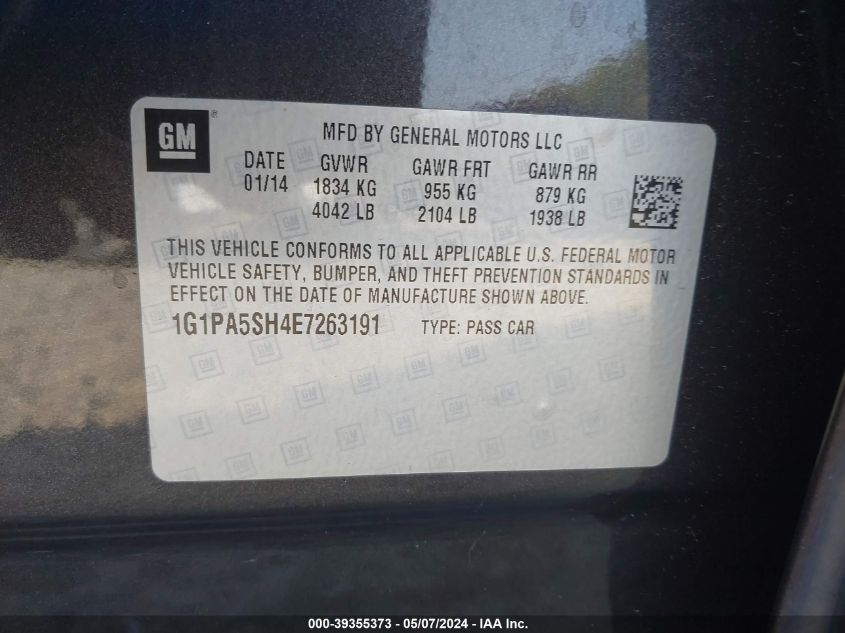 GM ®
MFD BY GENERAL MOTORS LLC
DATE GVWR GAWR FRT GAWR RR
01/14 1834 KG 955 KG 879 KG
4042 LB 2104 LB 1938 LB
THIS VEHICLE CONFORMS TO ALL APPLICABLE U.S. FEDERAL MOTOR
VEHICLE SAFETY, BUMPER, AND THEFT PREVENTION STANDARDS IN
EFFECT ON THE DATE OF MANUFACTURE SHOWN ABOVE.
1G1PA5SH4E7263191 TYPE: PASS CAR
000-39355373 - 05/07/2024 - IAA Inc.